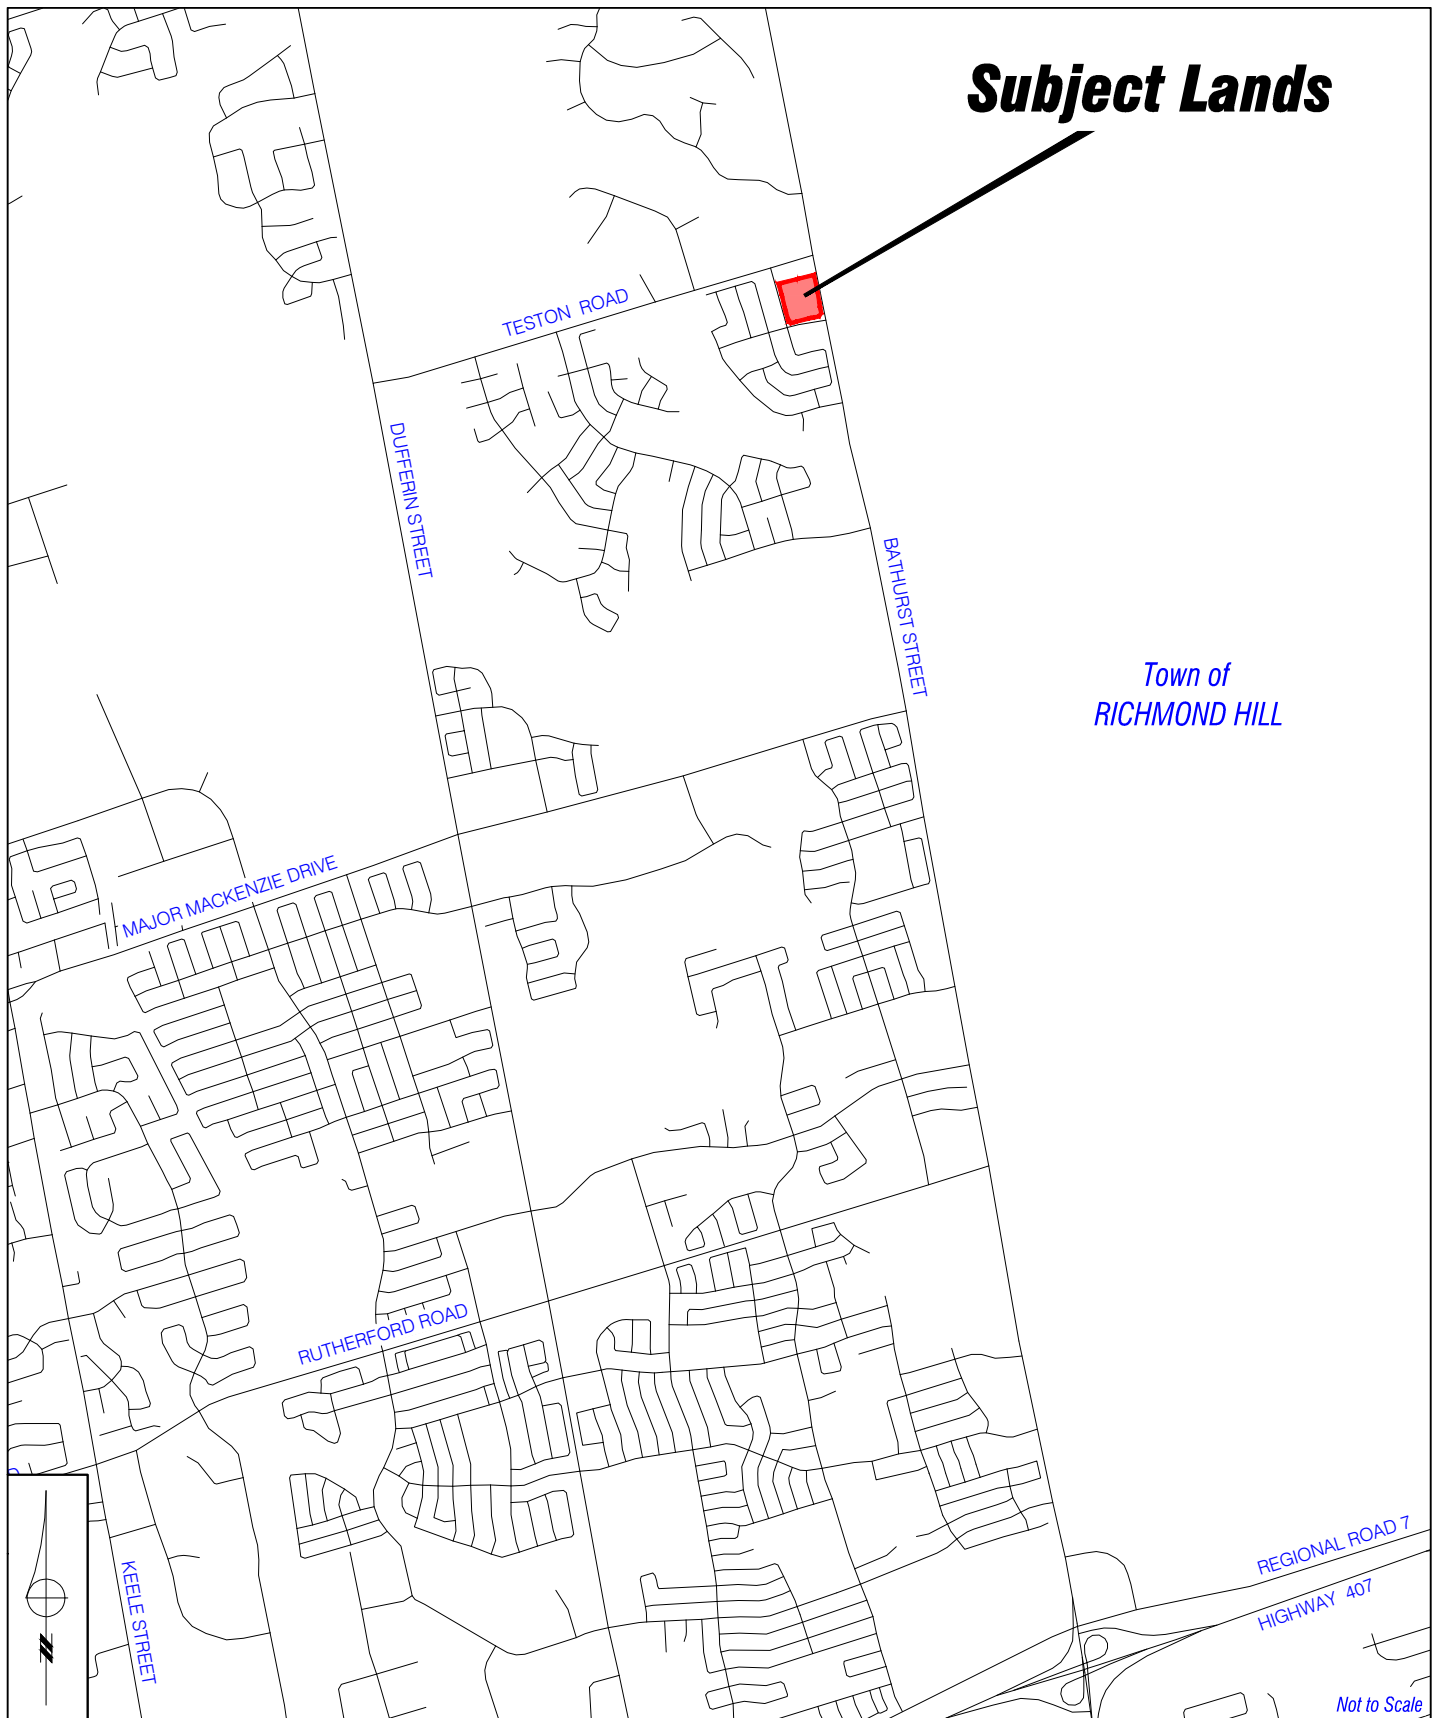 Subject Lands
TESTON ROAD
DUFFERIN STREET
BATHURST STREET
Town of
RICHMOND HILL
MAJOR MACKENZIE DRIVE
RUTHERFORD ROAD
KEELE STREET
REGIONAL ROAD 7
HIGHWAY 407
N
Not to Scale